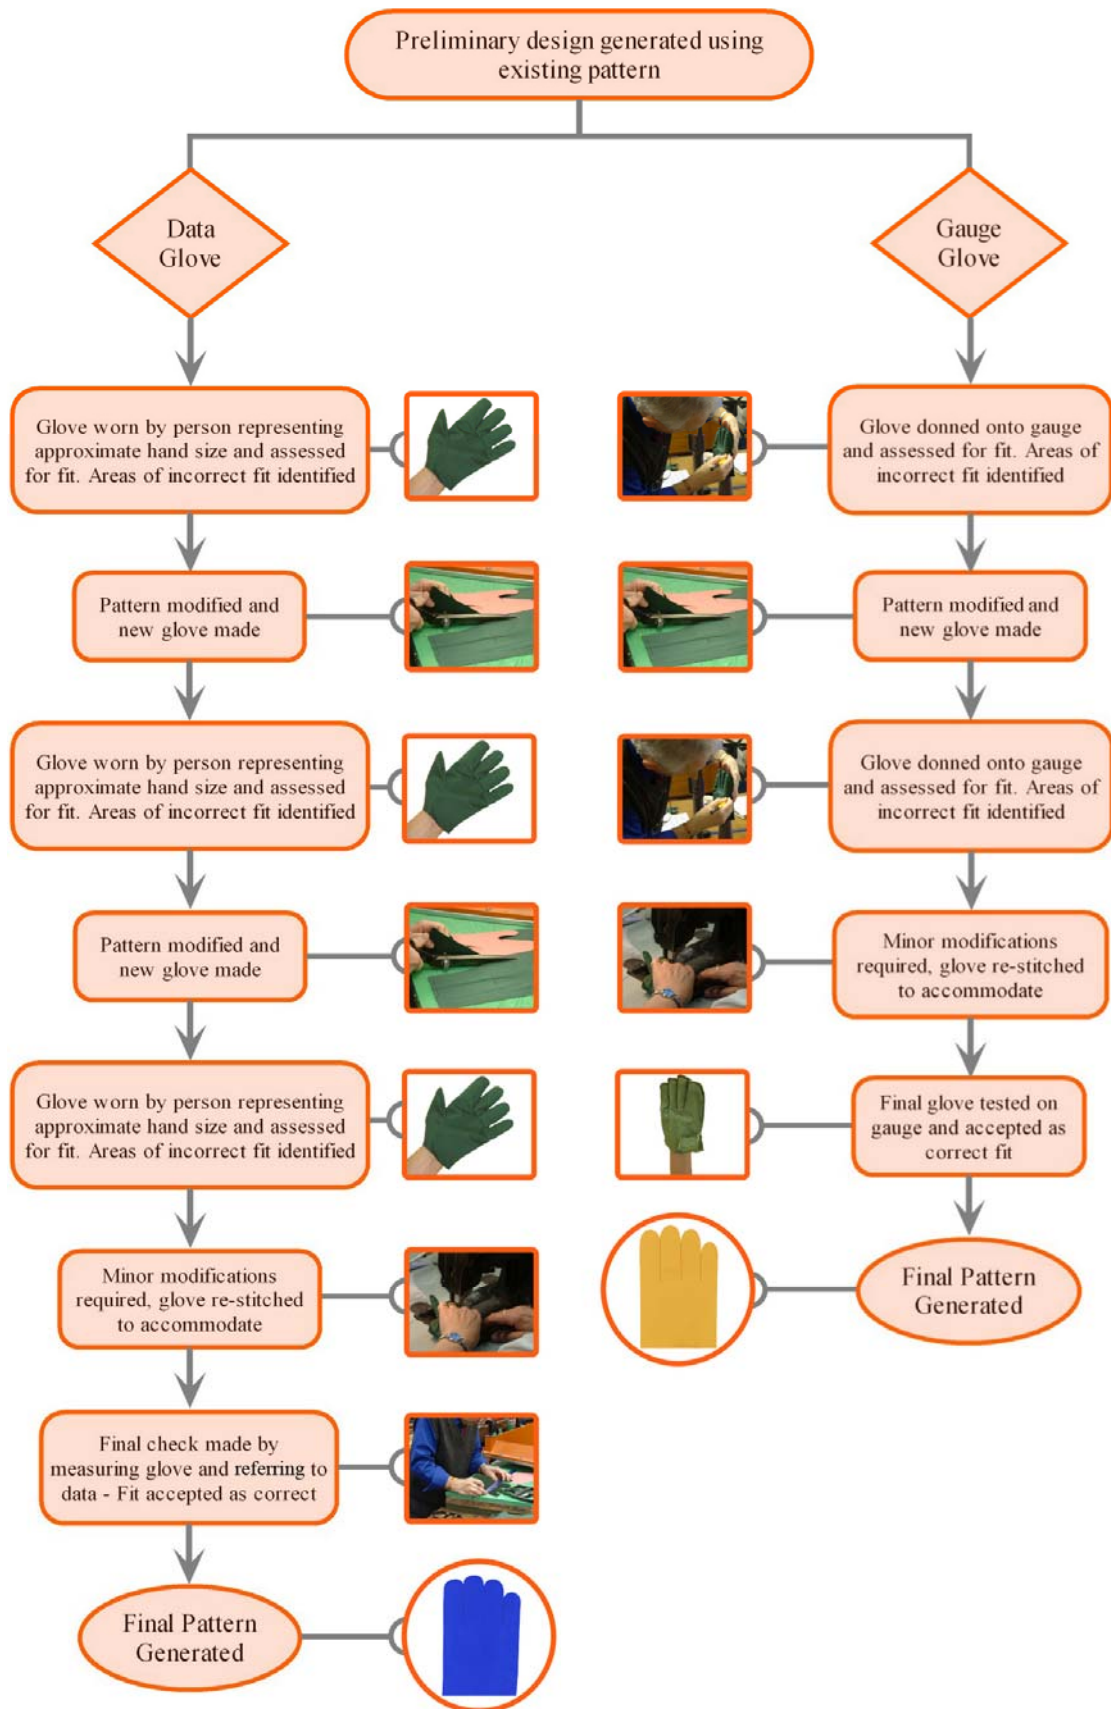 Preliminary design generated using
existing pattern
Data
Glove
Glove worn by person representing
approximate hand size and assessed
for fit. Areas of incorrect fit identified
Pattern modified and
new glove made
Glove worn by person representing
approximate hand size and assessed
for fit. Areas of incorrect fit identified
Pattern modified and
new glove made
Glove worn by person representing
approximate hand size and assessed
for fit. Areas of incorrect fit identified
Minor modifications
required, glove re-stitched
to accommodate
Final check made by
measuring glove and referring to
data - Fit accepted as correct
Final Pattern
Generated
Gauge
Glove
Glove donned onto gauge
and assessed for fit. Areas of
incorrect fit identified
Pattern modified and
new glove made
Glove donned onto gauge
and assessed for fit. Areas of
incorrect fit identified
Minor modifications
required, glove re-stitched
to accommodate
Final glove tested on
gauge and accepted as
correct fit
Final Pattern
Generated